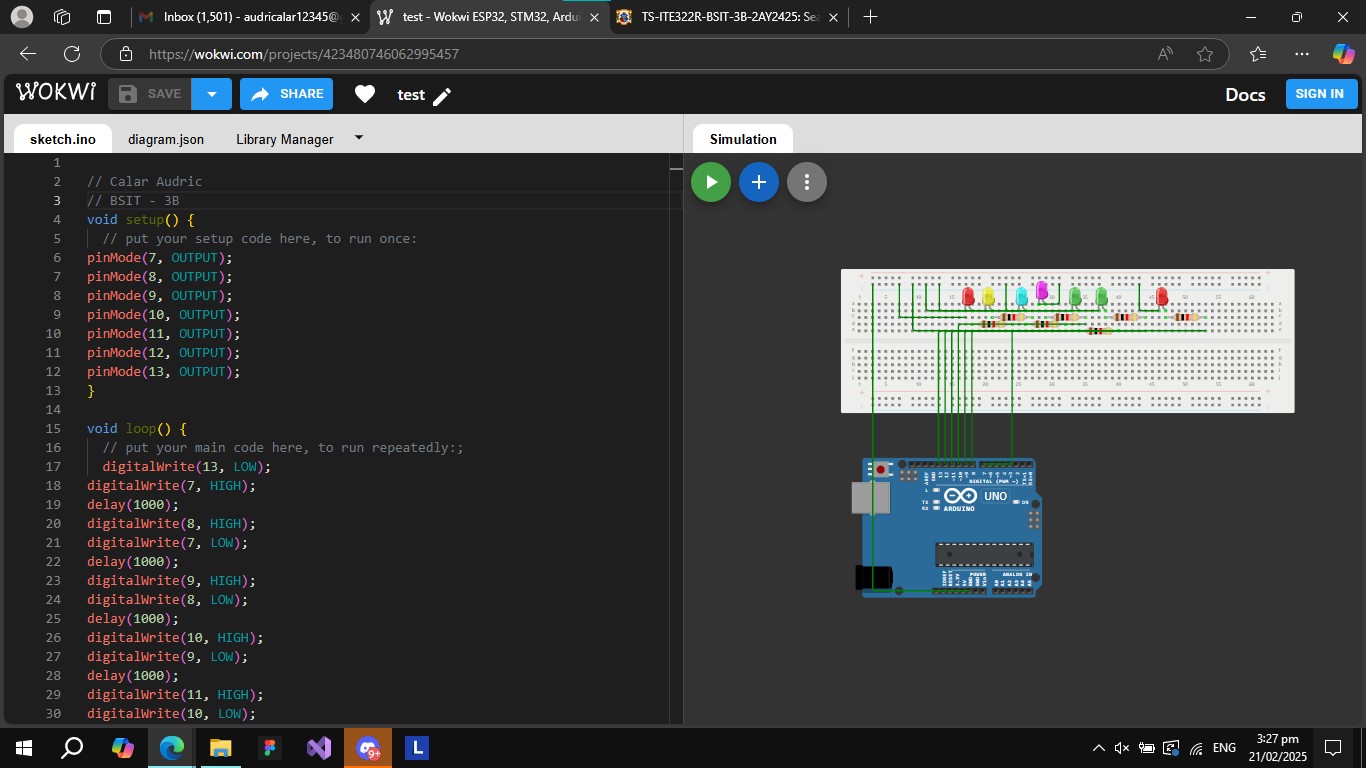 Inbox (1,501) - audricalar12345@
test - Wokwi ESP32, STM32, Ardu
TS-ITE322R-BSIT-3B-2AY2425: Se
https://wokwi.com/projects/423480746062995457
WOKWI
SAVE
SHARE
test
Docs
SIGN IN
sketch.ino
diagram.json
Library Manager
Simulation
1
2 // Calar Audric
3 // BSIT - 3B
4 void setup() {
5 // put your setup code here, to run once:
6 pinMode(7, OUTPUT);
7 pinMode(8, OUTPUT);
8 pinMode(9, OUTPUT);
9 pinMode(10, OUTPUT);
10 pinMode(11, OUTPUT);
11 pinMode(12, OUTPUT);
12 pinMode(13, OUTPUT);
13 }
14
15 void loop() {
16 // put your main code here, to run repeatedly:;
17 digitalWrite(13, LOW);
18 digitalWrite(7, HIGH);
19 delay(1000);
20 digitalWrite(8, HIGH);
21 digitalWrite(7, LOW);
22 delay(1000);
23 digitalWrite(9, HIGH);
24 digitalWrite(8, LOW);
25 delay(1000);
26 digitalWrite(10, HIGH);
27 digitalWrite(9, LOW);
28 delay(1000);
29 digitalWrite(11, HIGH);
30 digitalWrite(10, LOW);
DIGITAL (PWM ~)
UNO
ARDUINO
TX
RX
L
ON
POWER
ANALOG IN
9+
L
ENG
3:27 pm
21/02/2025